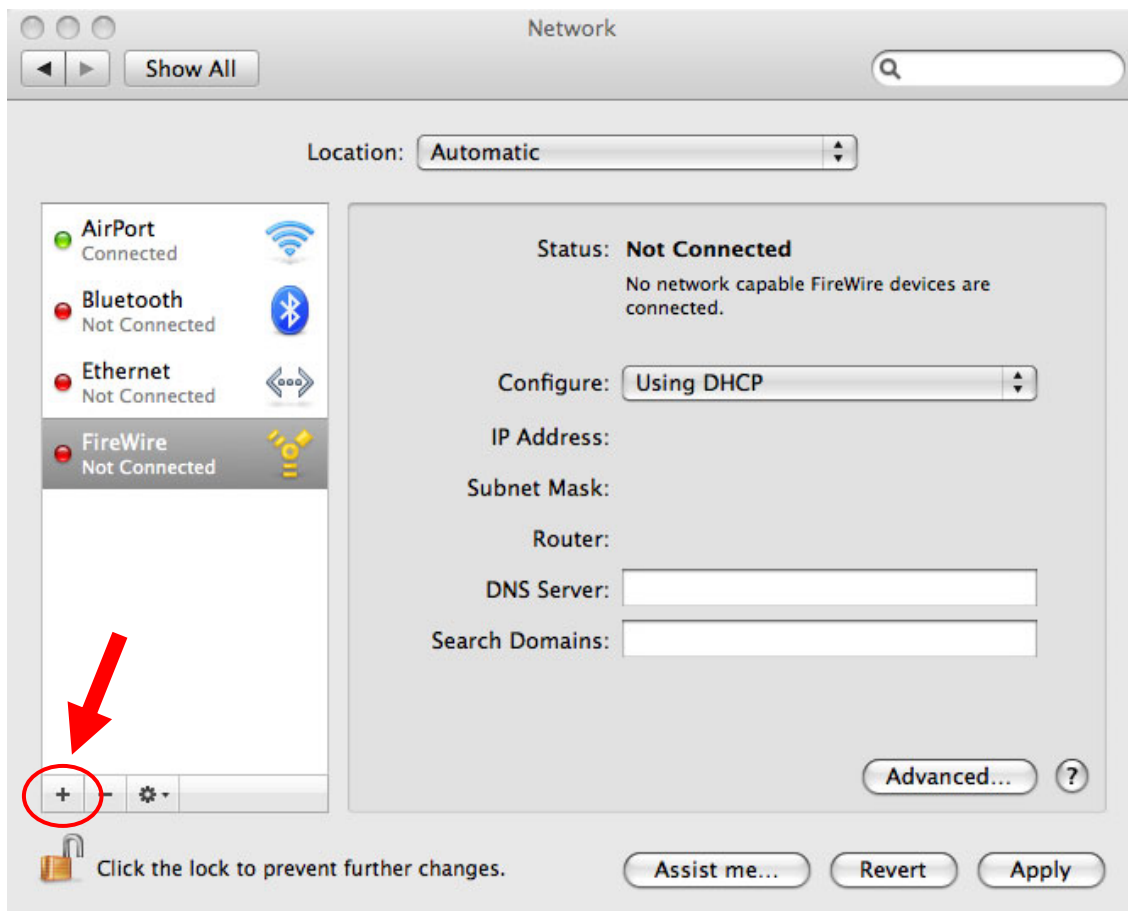 Network
Show All
Location: Automatic
AirPort
Connected
Bluetooth
Not Connected
Ethernet
Not Connected
FireWire
Not Connected
Status: Not Connected
No network capable FireWire devices are
connected.
Configure: Using DHCP
IP Address:
Subnet Mask:
Router:
DNS Server:
Search Domains:
Advanced... ?
+ −
Click the lock to prevent further changes.
Assist me... Revert Apply